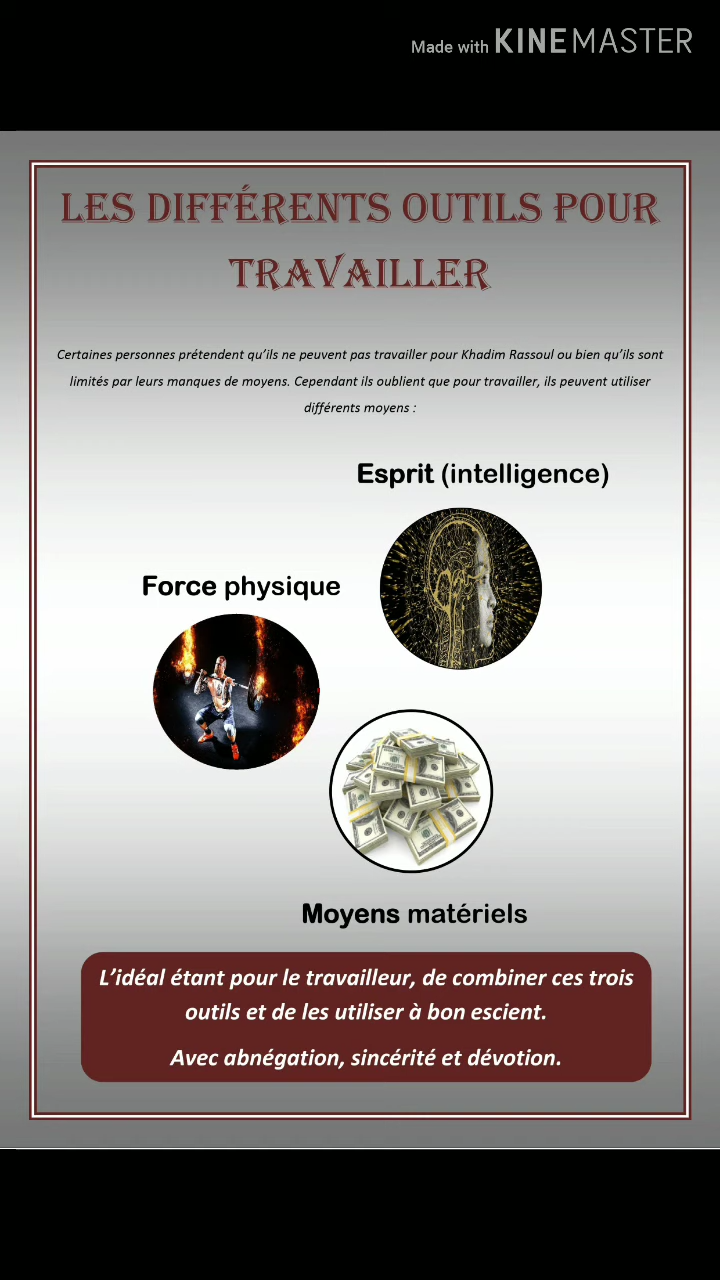 Made with KINEMASTER
LES DIFFÉRENTS OUTILS POUR
TRAVAILLER
Certaines personnes prétendent qu’ils ne peuvent pas travailler pour Khadim Rassoul ou bien qu’ils sont
limités par leurs manques de moyens. Cependant ils oublient que pour travailler, ils peuvent utiliser
différents moyens :
Esprit (intelligence)
Force physique
Moyens matériels
L’idéal étant pour le travailleur, de combiner ces trois
outils et de les utiliser à bon escient.
Avec abnégation, sincérité et dévotion.